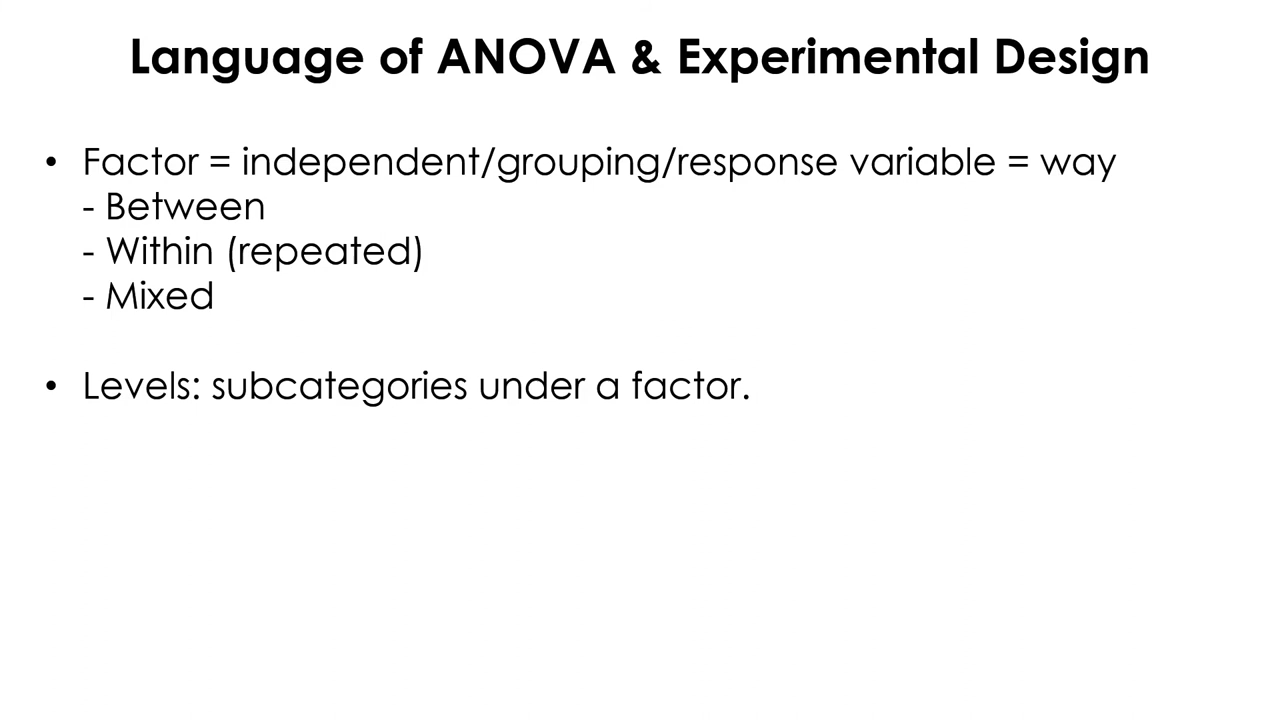 Language of ANOVA & Experimental Design
• Factor = independent/grouping/response variable = way
- Between
- Within (repeated)
- Mixed
• Levels: subcategories under a factor.